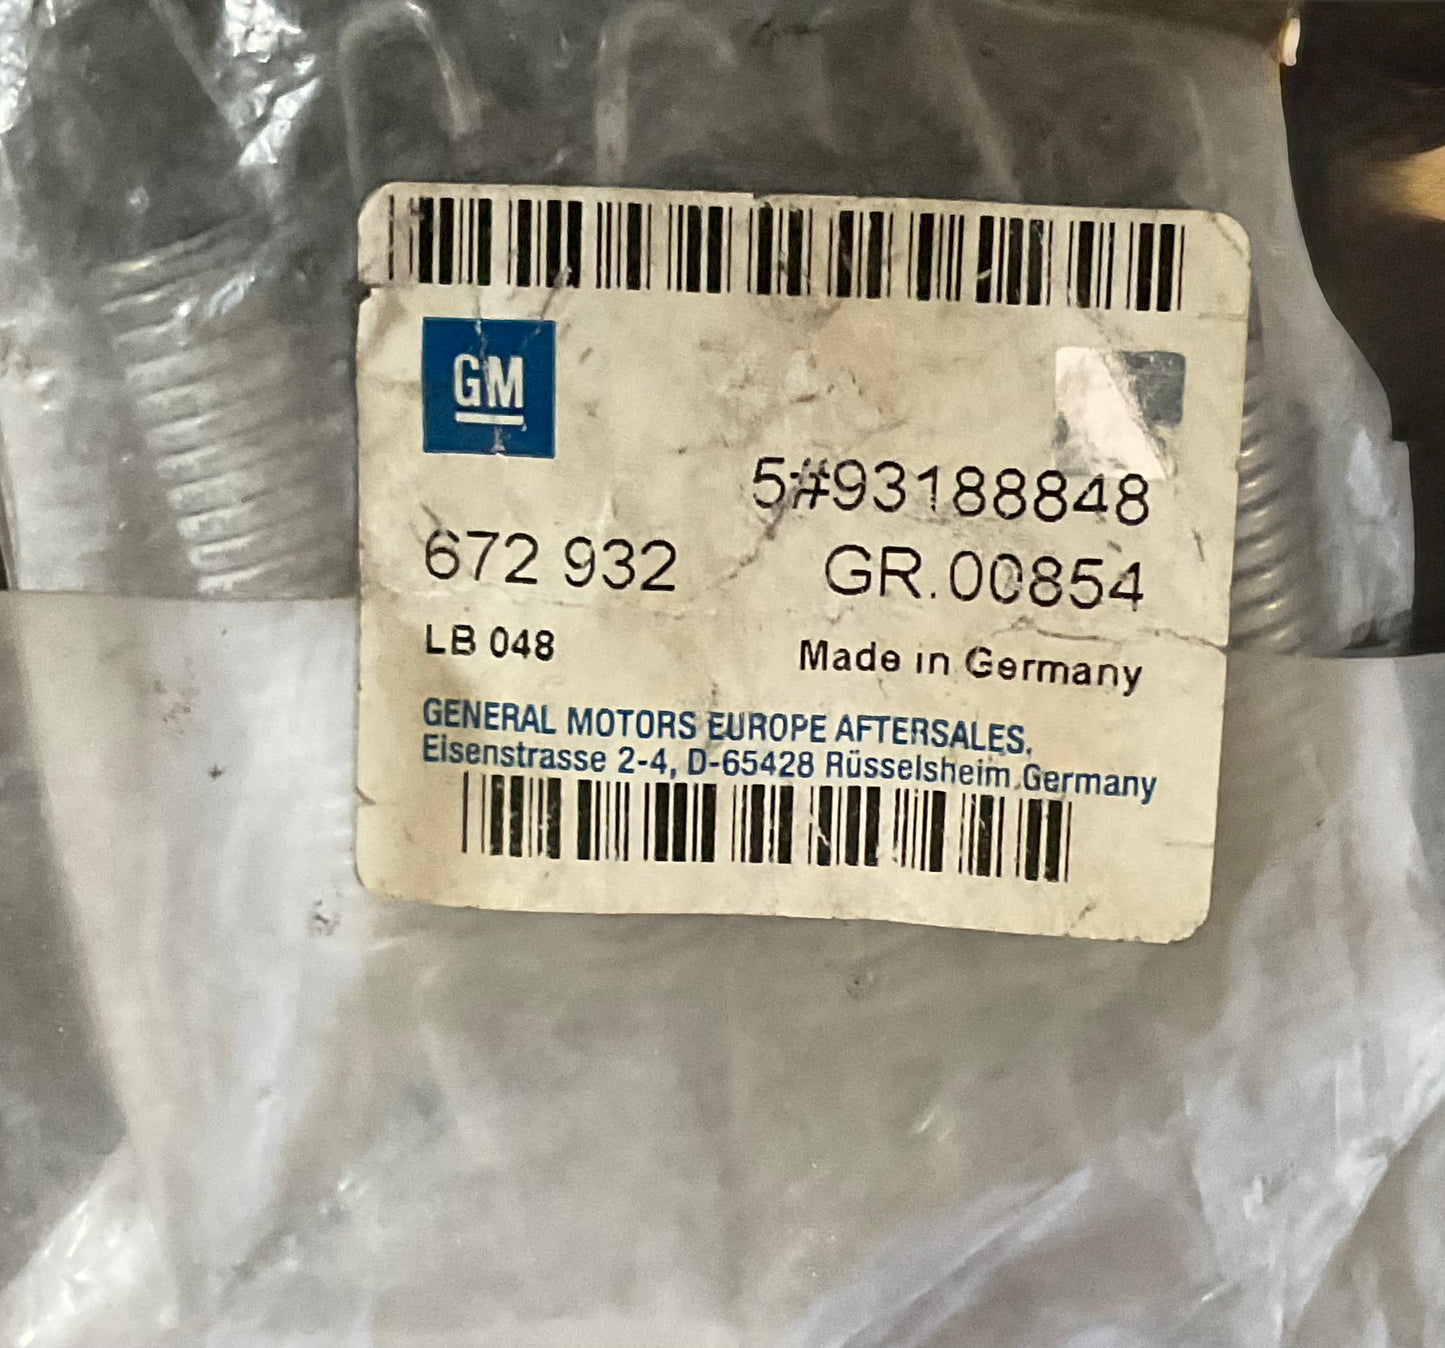 GM
5#93188848
672 932 GR.00854
LB 048 Made in Germany
GENERAL MOTORS EUROPE AFTERSALES,
Eisenstrasse 2-4, D-65428 Rüsselsheim Germany